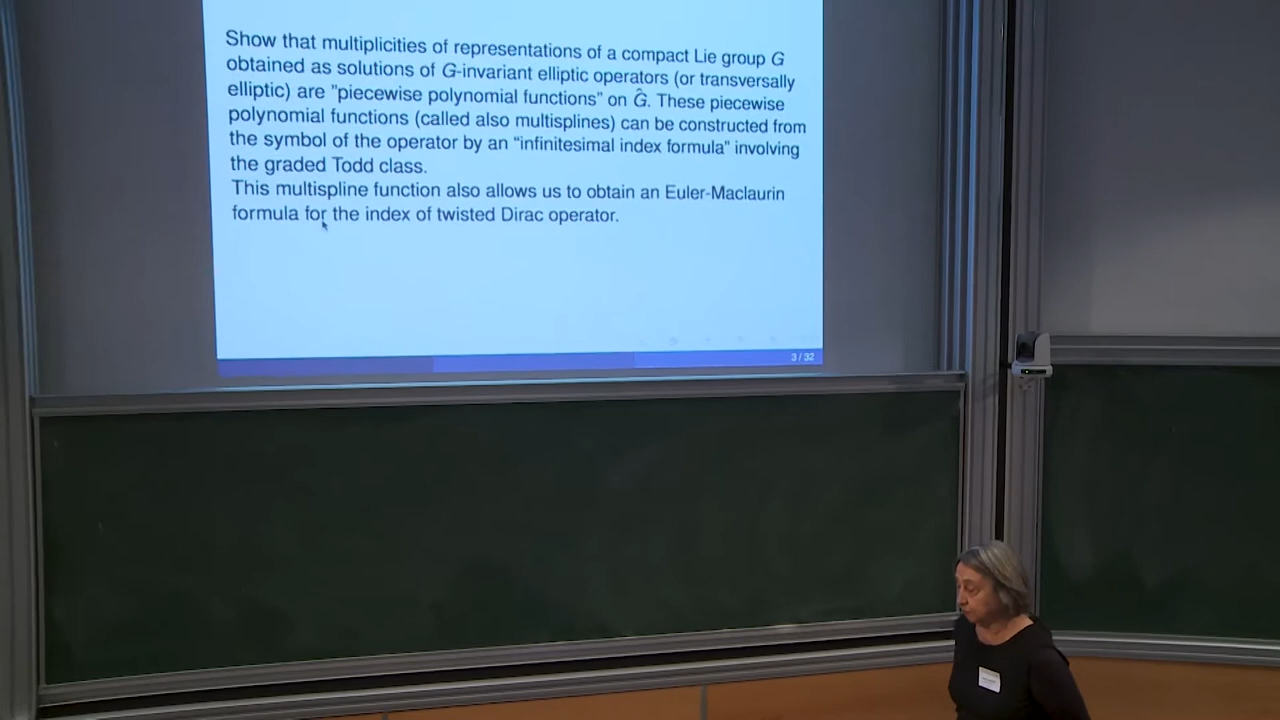 Show that multiplicities of representations of a compact Lie group G
obtained as solutions of G-invariant elliptic operators (or transversally
elliptic) are "piecewise polynomial functions" on Ĝ. These piecewise
polynomial functions (called also multisplines) can be constructed from
the symbol of the operator by an "infinitesimal index formula" involving
the graded Todd class.
This multispline function also allows us to obtain an Euler-Maclaurin
formula for the index of twisted Dirac operator.
3 / 32